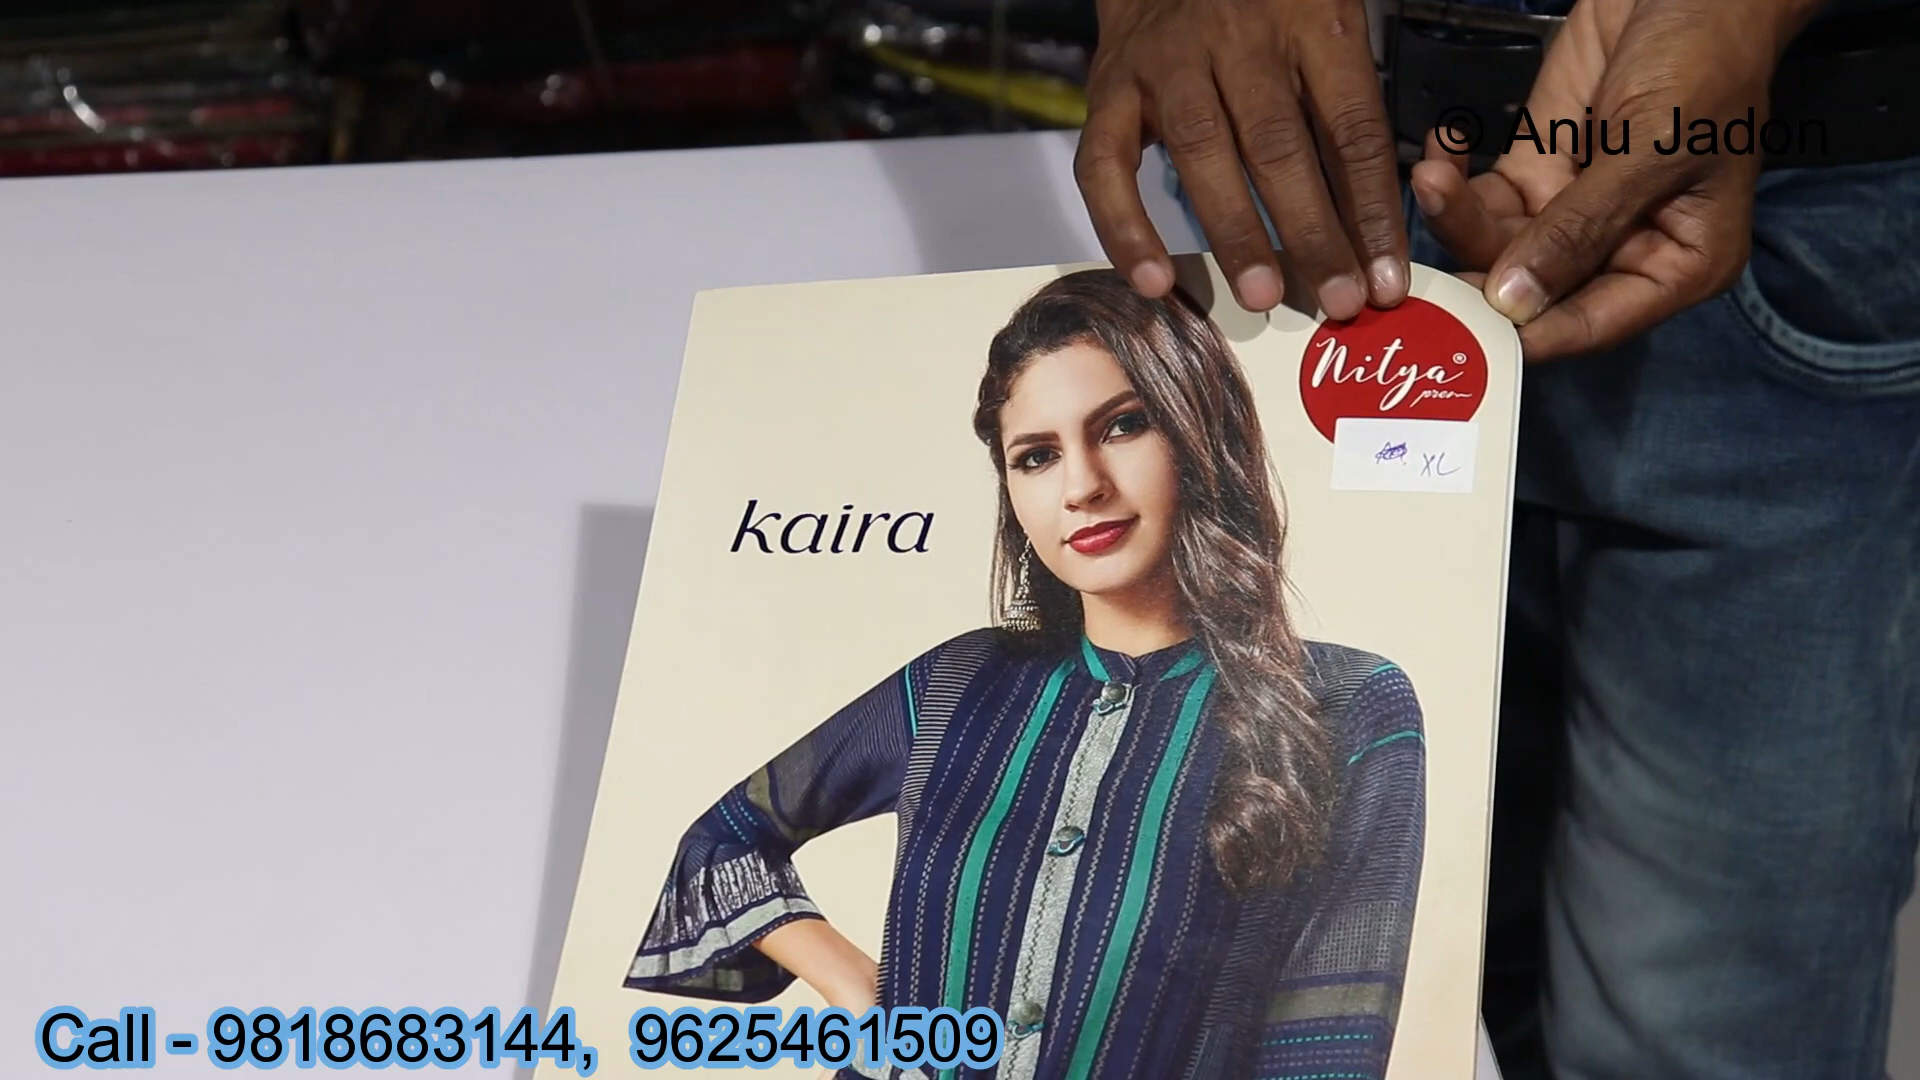 © Anju Jadon
Nitya®
prem
XL
kaira
Call - 9818683144, 9625461509